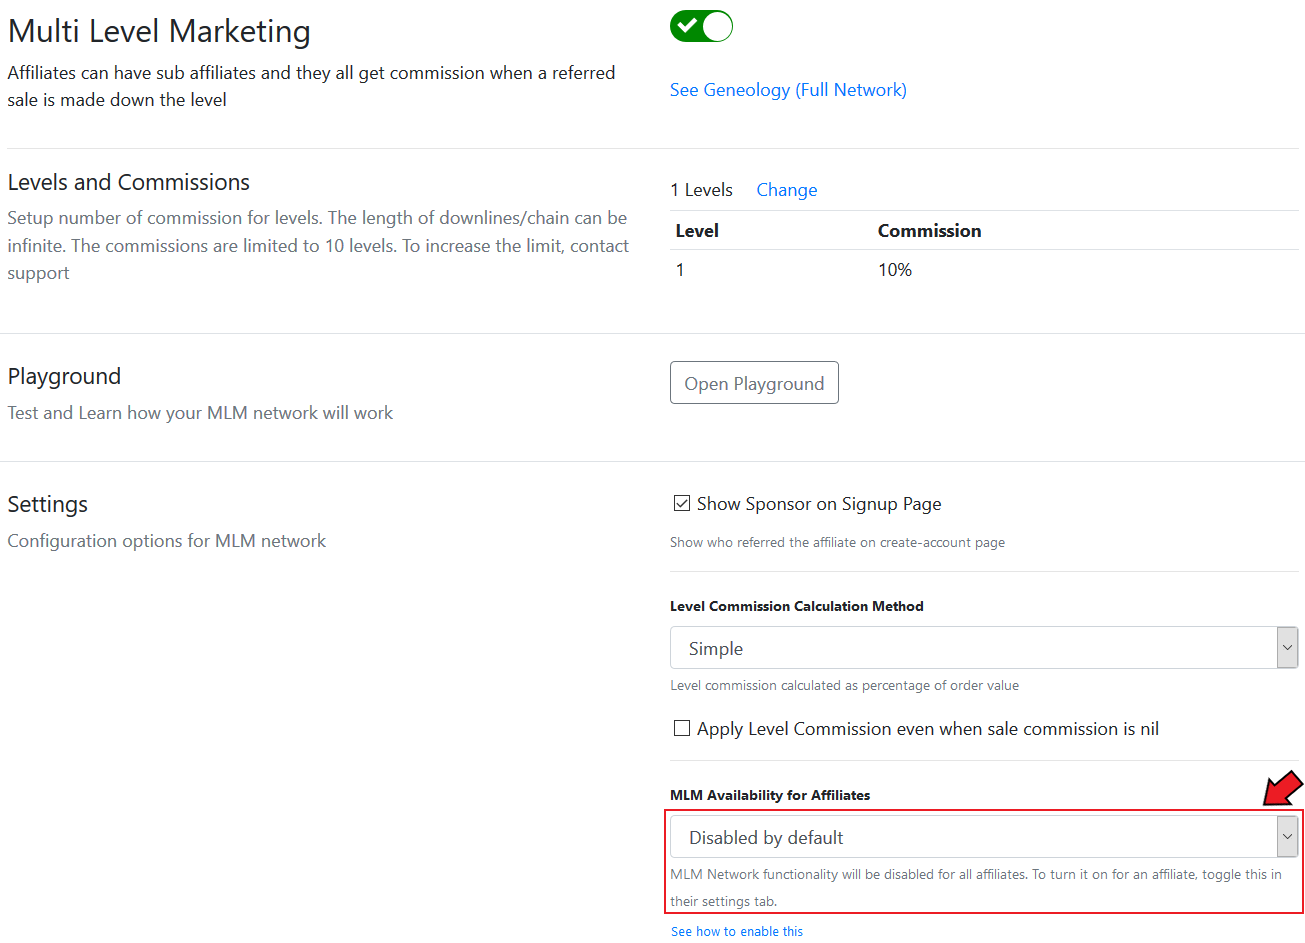 Multi Level Marketing
Affiliates can have sub affiliates and they all get commission when a referred
sale is made down the level
See Geneology (Full Network)
Levels and Commissions
Setup number of commission for levels. The length of downlines/chain can be
infinite. The commissions are limited to 10 levels. To increase the limit, contact
support
1 Levels Change
Level Commission
1 10%
Playground
Test and Learn how your MLM network will work
Open Playground
Settings
Configuration options for MLM network
Show Sponsor on Signup Page
Show who referred the affiliate on create-account page
Level Commission Calculation Method
Simple
Level commission calculated as percentage of order value
Apply Level Commission even when sale commission is nil
MLM Availability for Affiliates
Disabled by default
MLM Network functionality will be disabled for all affiliates. To turn it on for an affiliate, toggle this in
their settings tab.
See how to enable this